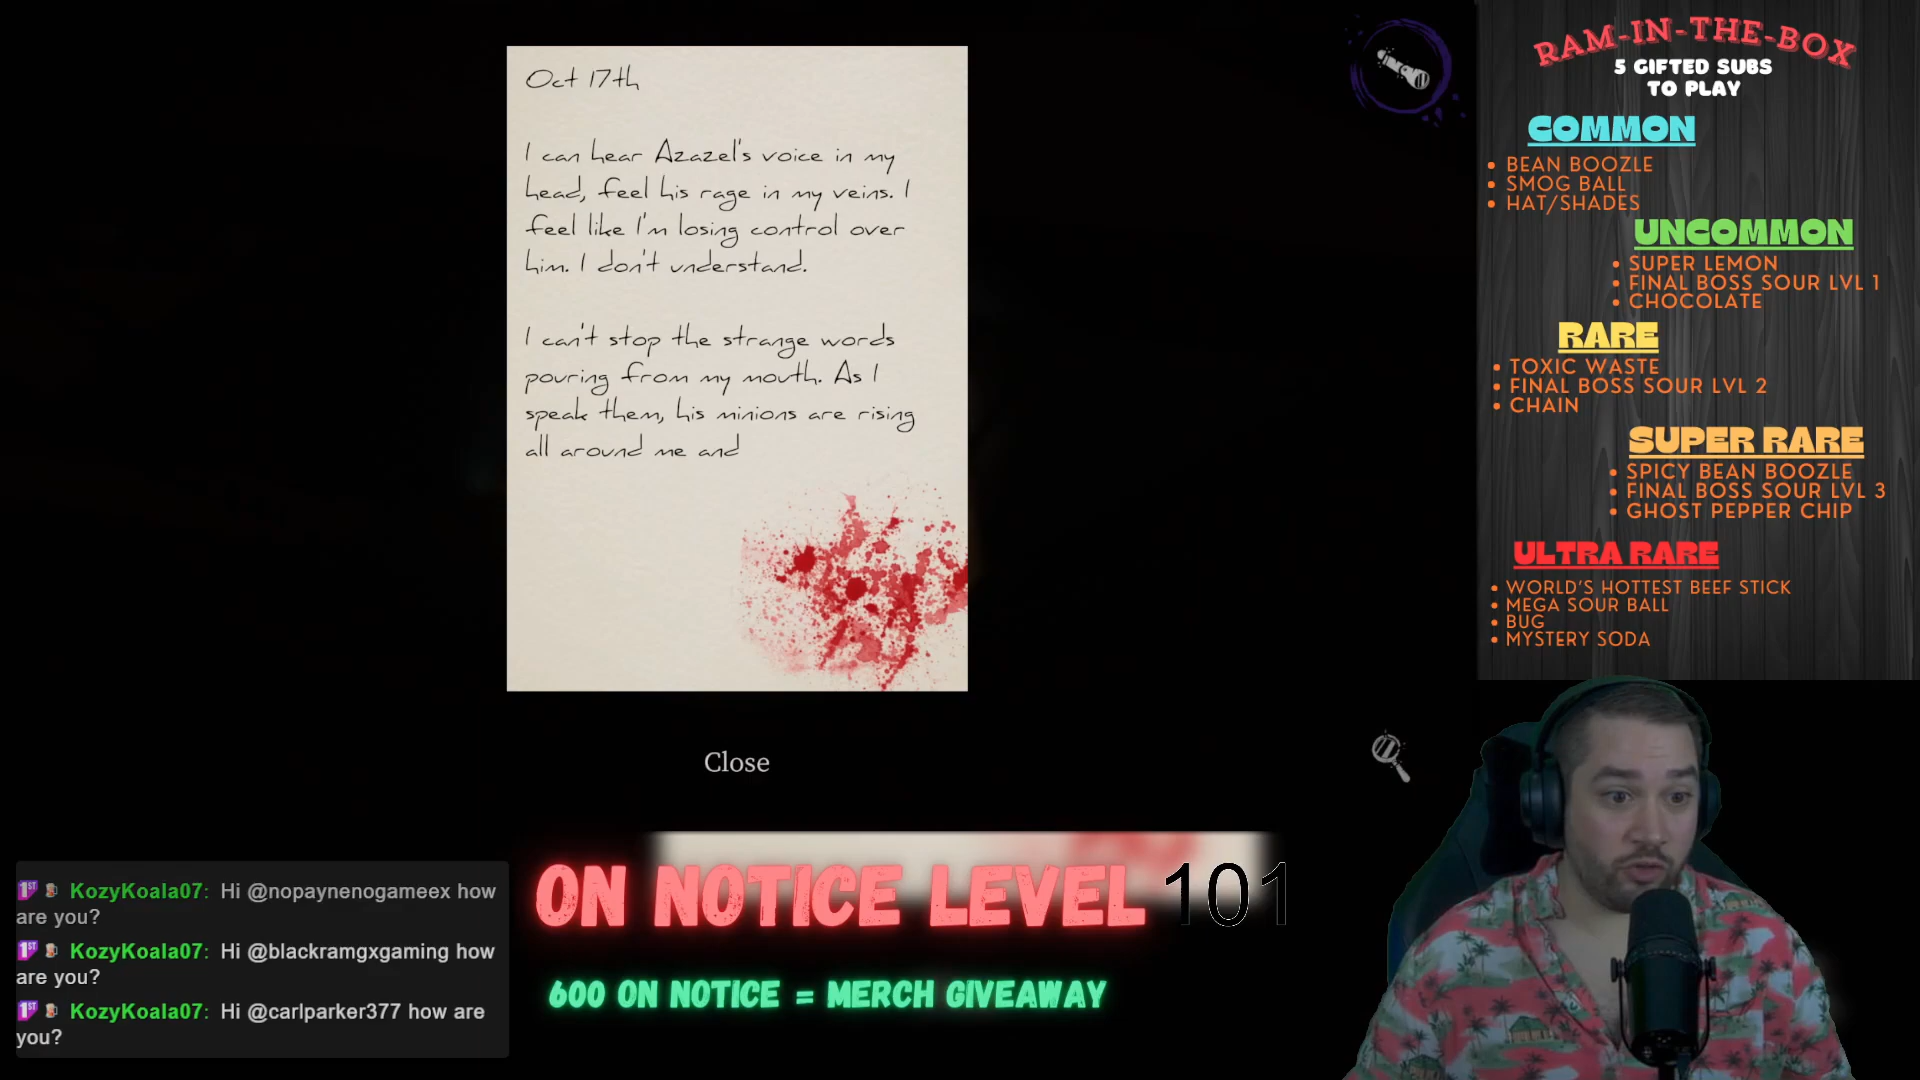 Oct 17th
I can hear Azazel's voice in my
head, feel his rage in my veins. I
feel like I'm losing control over
him. I don't understand.
I can't stop the strange words
pouring from my mouth. As I
speak them, his minions are rising
all around me and
Close
RAM-IN-THE-BOX
5 GIFTED SUBS
TO PLAY
COMMON
• BEAN BOOZLE
• SMOG BALL
• HAT/SHADES
UNCOMMON
• SUPER LEMON
• FINAL BOSS SOUR LVL 1
• CHOCOLATE
RARE
• TOXIC WASTE
• FINAL BOSS SOUR LVL 2
• CHAIN
SUPER RARE
• SPICY BEAN BOOZLE
• FINAL BOSS SOUR LVL 3
• GHOST PEPPER CHIP
ULTRA RARE
• WORLD'S HOTTEST BEEF STICK
• MEGA SOUR BALL
• BUG
• MYSTERY SODA
1ST KozyKoala07: Hi @nopaynenogameex how
are you?
1ST KozyKoala07: Hi @blackramgxgaming how
are you?
1ST KozyKoala07: Hi @carlparker377 how are
you?
ON NOTICE LEVEL 101
600 ON NOTICE = MERCH GIVEAWAY